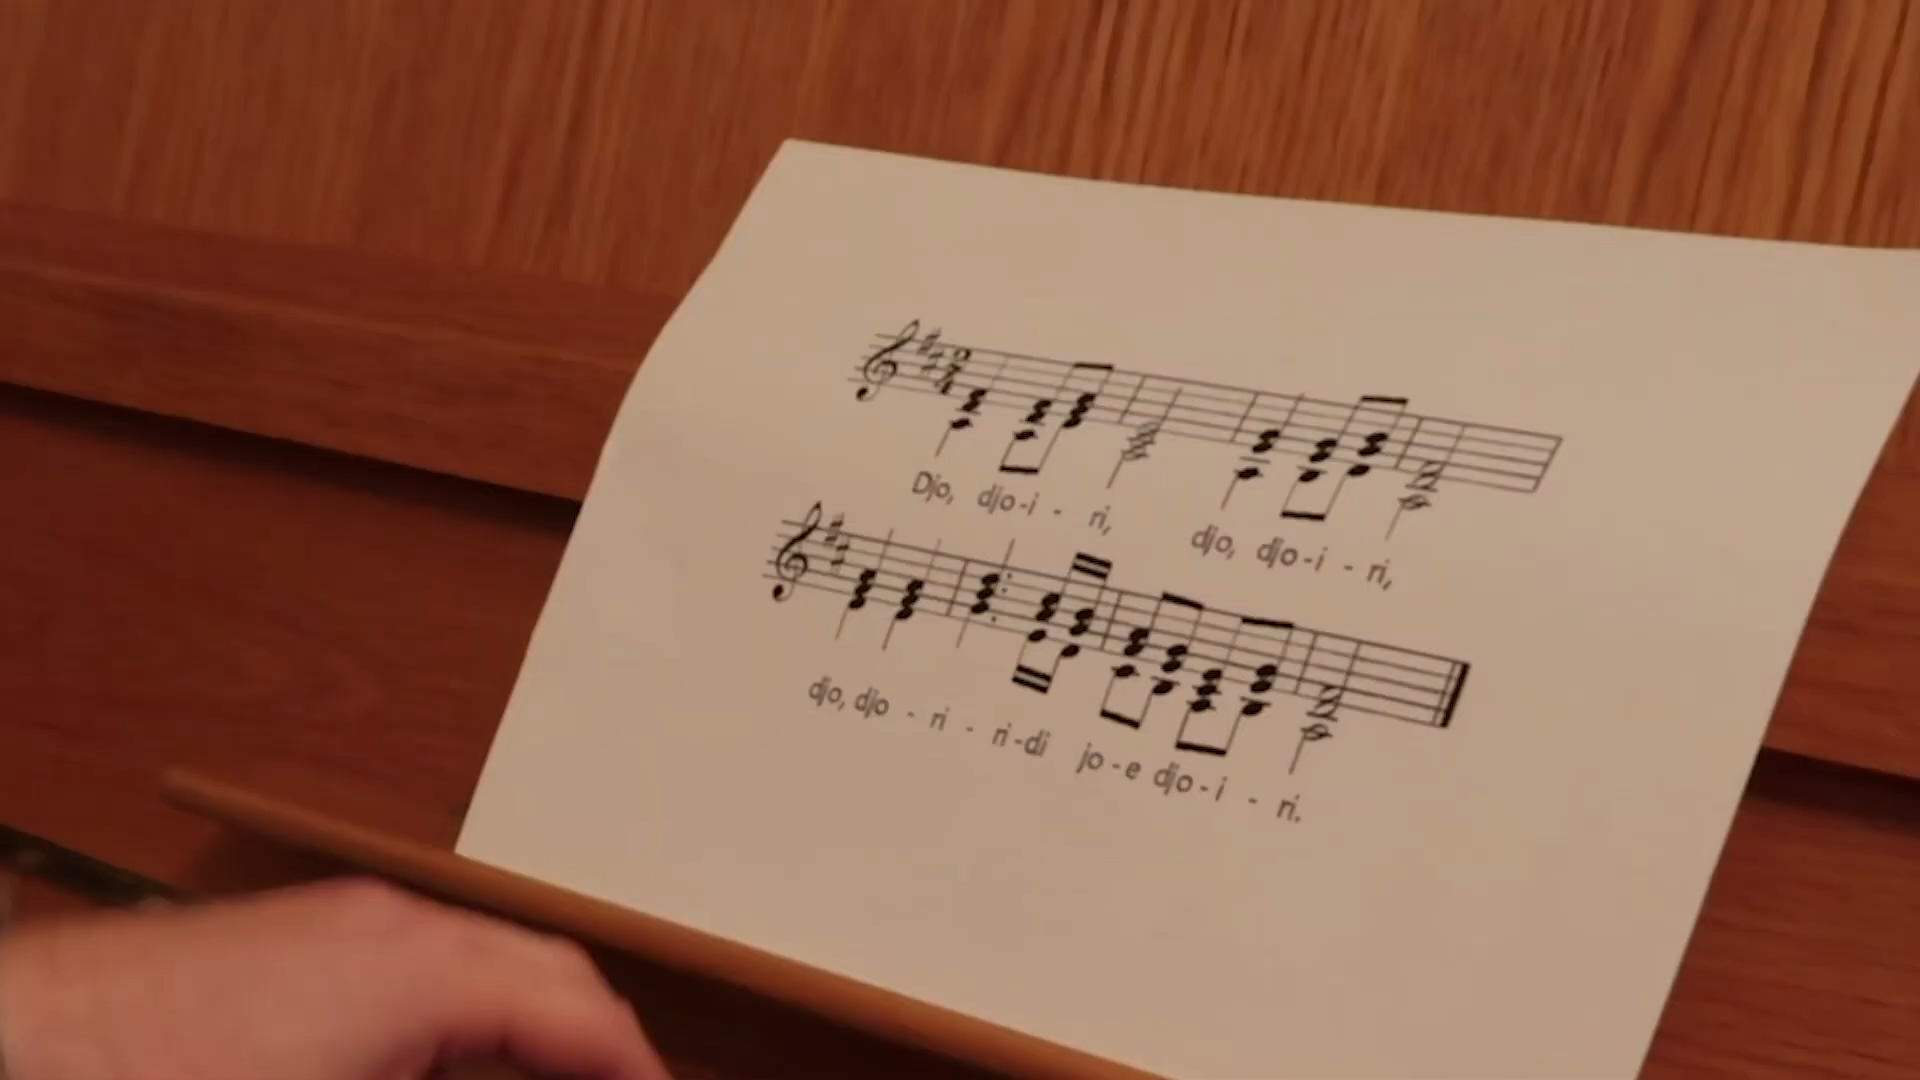 Djo, djo-i - ri, djo, djo-i - ri,
djo, djo - ri - ri-di jo-e djo-i - ri.